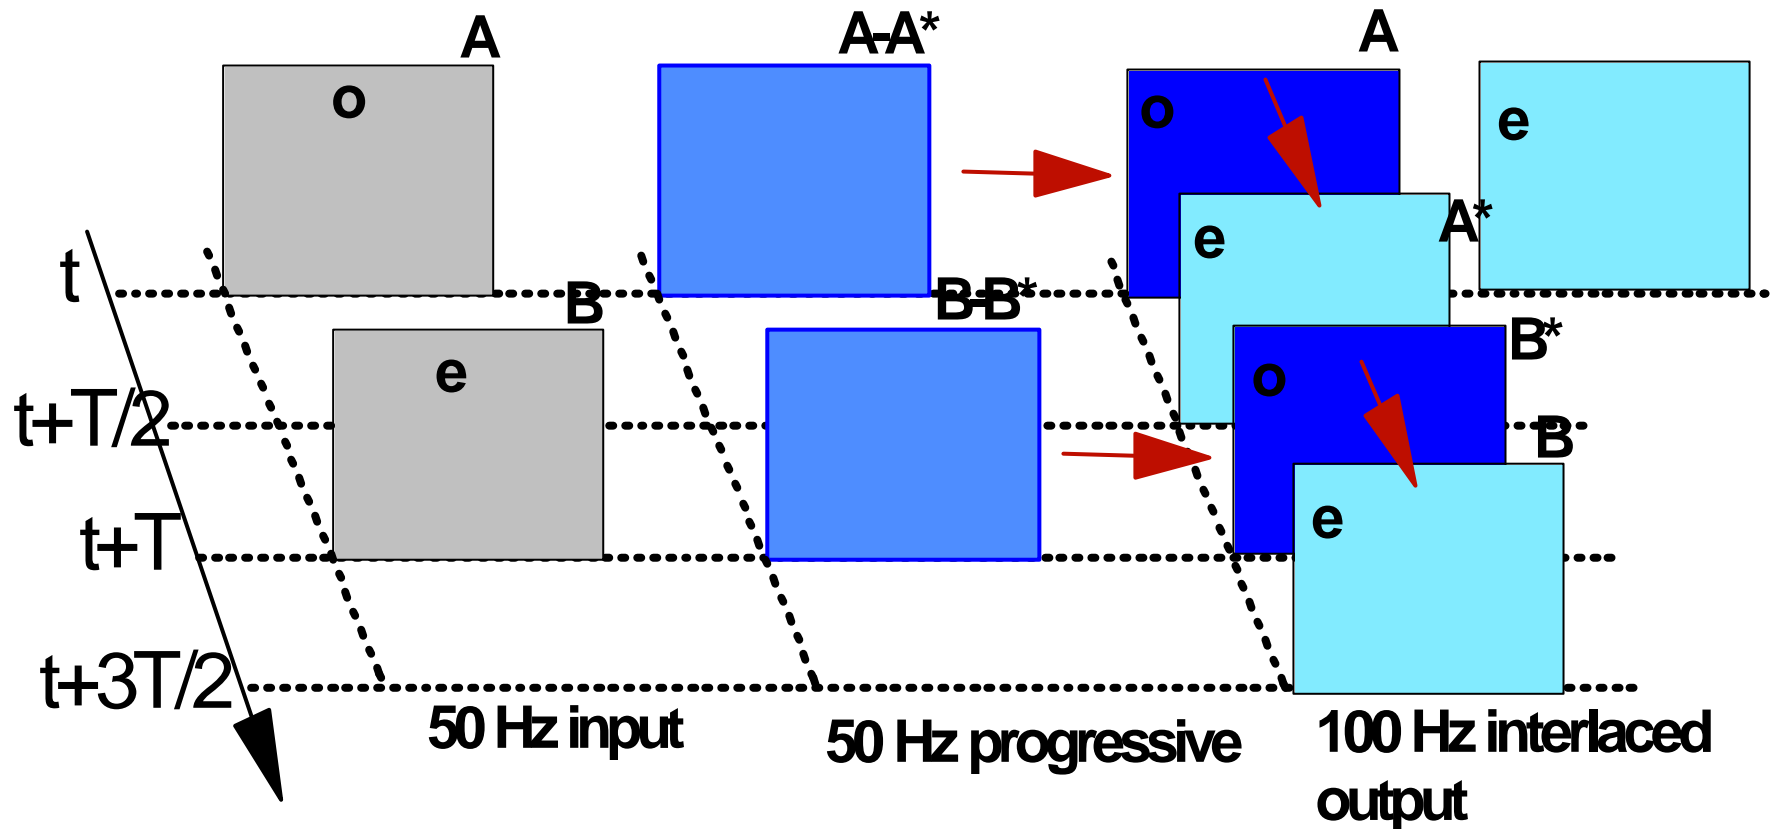 A
A-A*
A
o
o
e
e
A*
t
B
B-B*
B*
e
o
t+T/2
B
e
t+T
t+3T/2
50 Hz input
50 Hz progressive
100 Hz interlaced
output